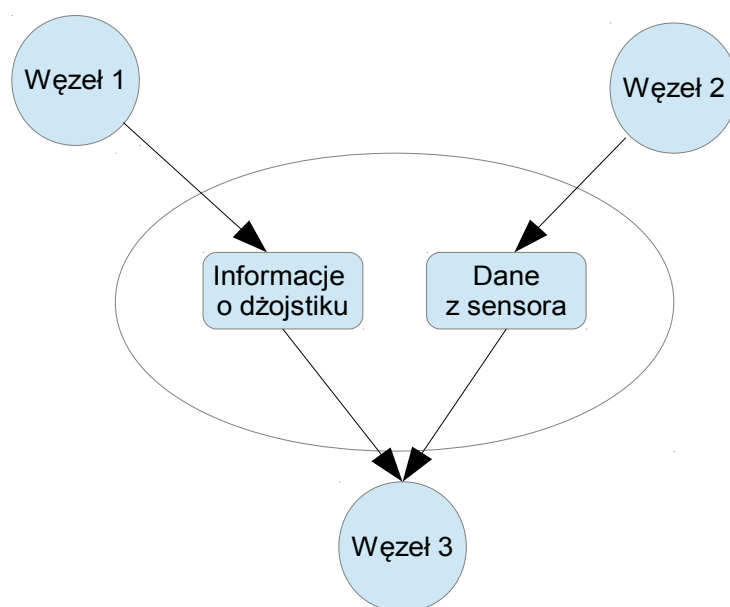 Węzeł 1
Węzeł 2
Informacje
o dżojstiku
Dane
z sensora
Węzeł 3